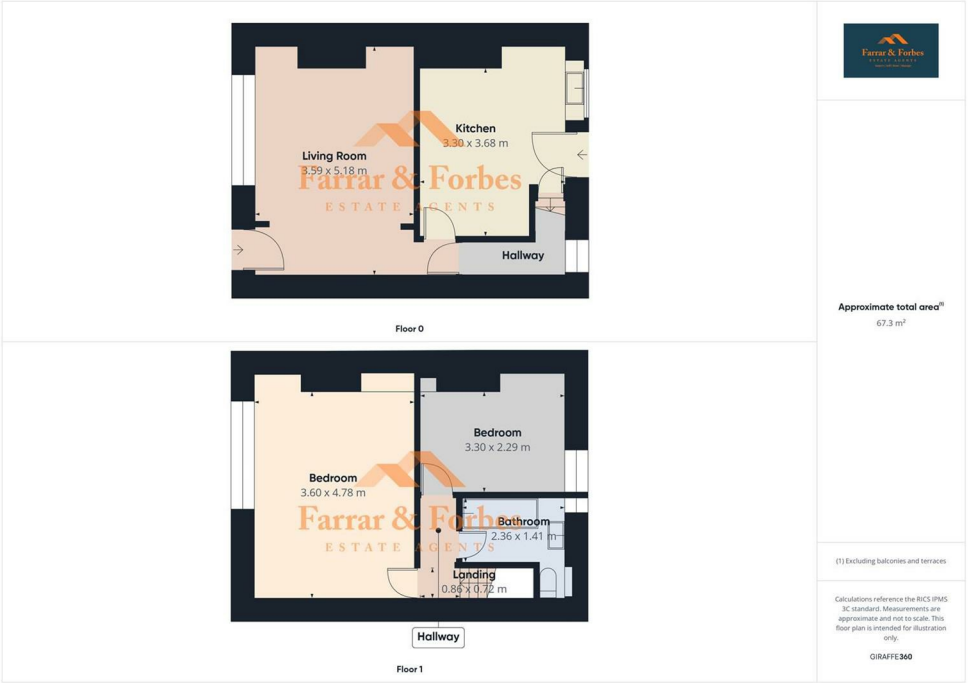 Kitchen
3.30 x 3.68 m
Living Room
3.59 x 5.18 m
Farrar & Forbes
ESTATE AGENTS
Hallway
Floor 0
Bedroom
3.30 x 2.29 m
Bedroom
3.60 x 4.78 m
Farrar & Forbes
ESTATE AGENTS
Bathroom
2.36 x 1.41 m
Landing
0.86 x 0.72 m
Hallway
Floor 1
Farrar & Forbes
ESTATE AGENTS
Approximate total area(1)
67.3 m²
(1) Excluding balconies and terraces
Calculations reference the RICS IPMS
3C standard. Measurements are
approximate and not to scale. This
floor plan is intended for illustration
only.
GIRAFFE360